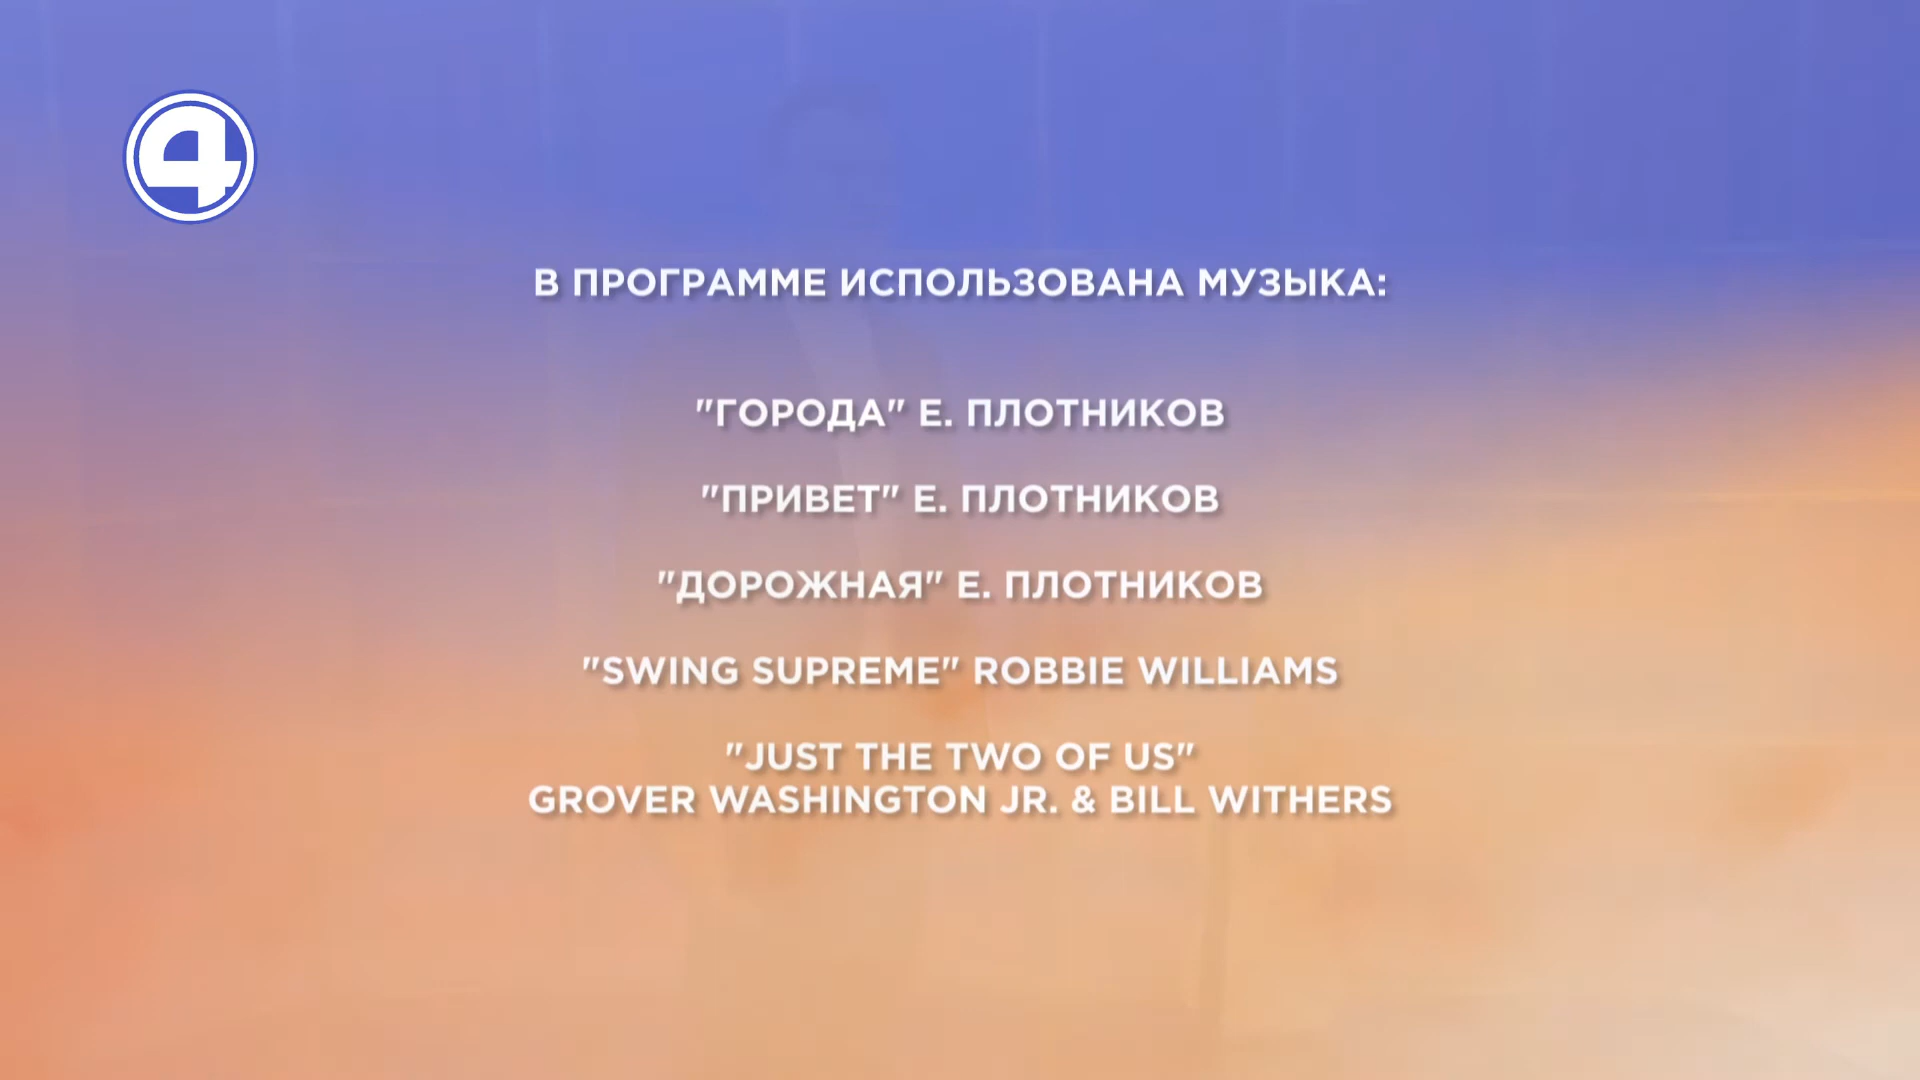 4
В ПРОГРАММЕ ИСПОЛЬЗОВАНА МУЗЫКА:
"ГОРОДА" Е. ПЛОТНИКОВ
"ПРИВЕТ" Е. ПЛОТНИКОВ
"ДОРОЖНАЯ" Е. ПЛОТНИКОВ
"SWING SUPREME" ROBBIE WILLIAMS
"JUST THE TWO OF US"
GROVER WASHINGTON JR. & BILL WITHERS